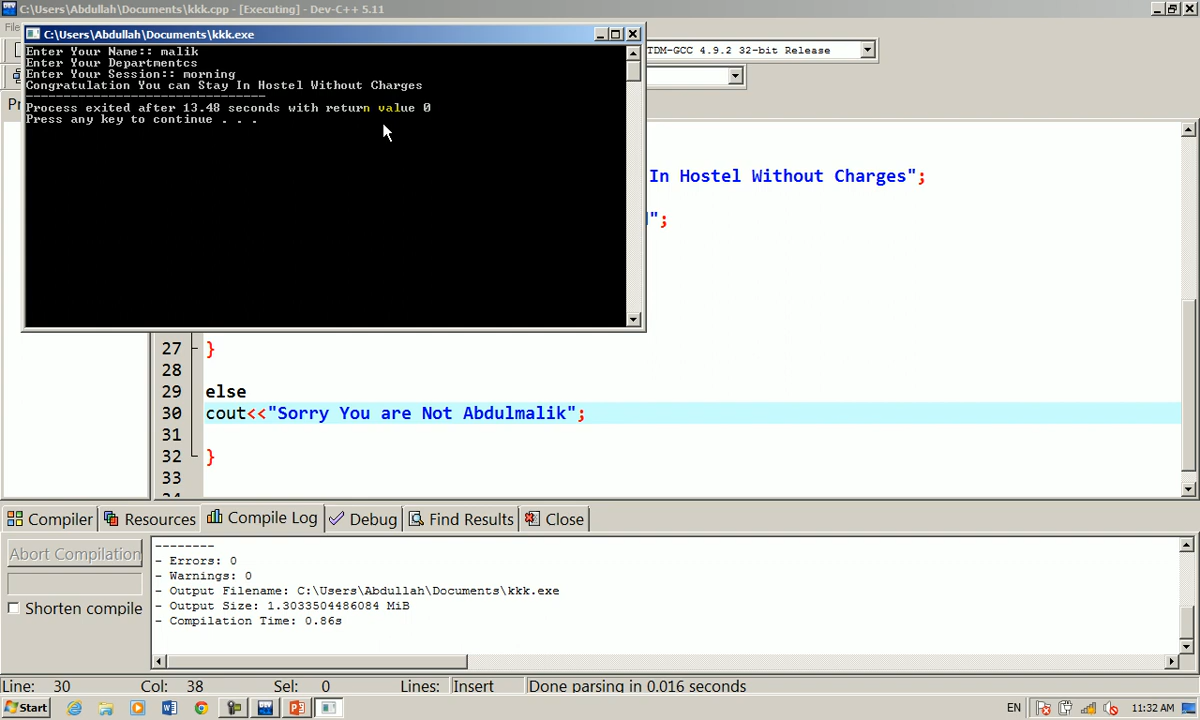 C:\Users\Abdullah\Documents\kkk.cpp - [Executing] - Dev-C++ 5.11
C:\Users\Abdullah\Documents\kkk.exe
Enter Your Name:: malik
Enter Your Departmentcs
Enter Your Session:: morning
Congratulation You can Stay In Hostel Without Charges
--------------------------------
Process exited after 13.48 seconds with return value 0
Press any key to continue . . .
TDM-GCC 4.9.2 32-bit Release
In Hostel Without Charges";
";
27 }
28
29 else
30 cout<<"Sorry You are Not Abdulmalik";
31
32 }
33
Compiler Resources Compile Log Debug Find Results Close
Abort Compilation
Shorten compile
--------
- Errors: 0
- Warnings: 0
- Output Filename: C:\Users\Abdullah\Documents\kkk.exe
- Output Size: 1.3033504486084 MiB
- Compilation Time: 0.86s
Line: 30 Col: 38 Sel: 0 Lines: Insert Done parsing in 0.016 seconds
Start EN 11:32 AM